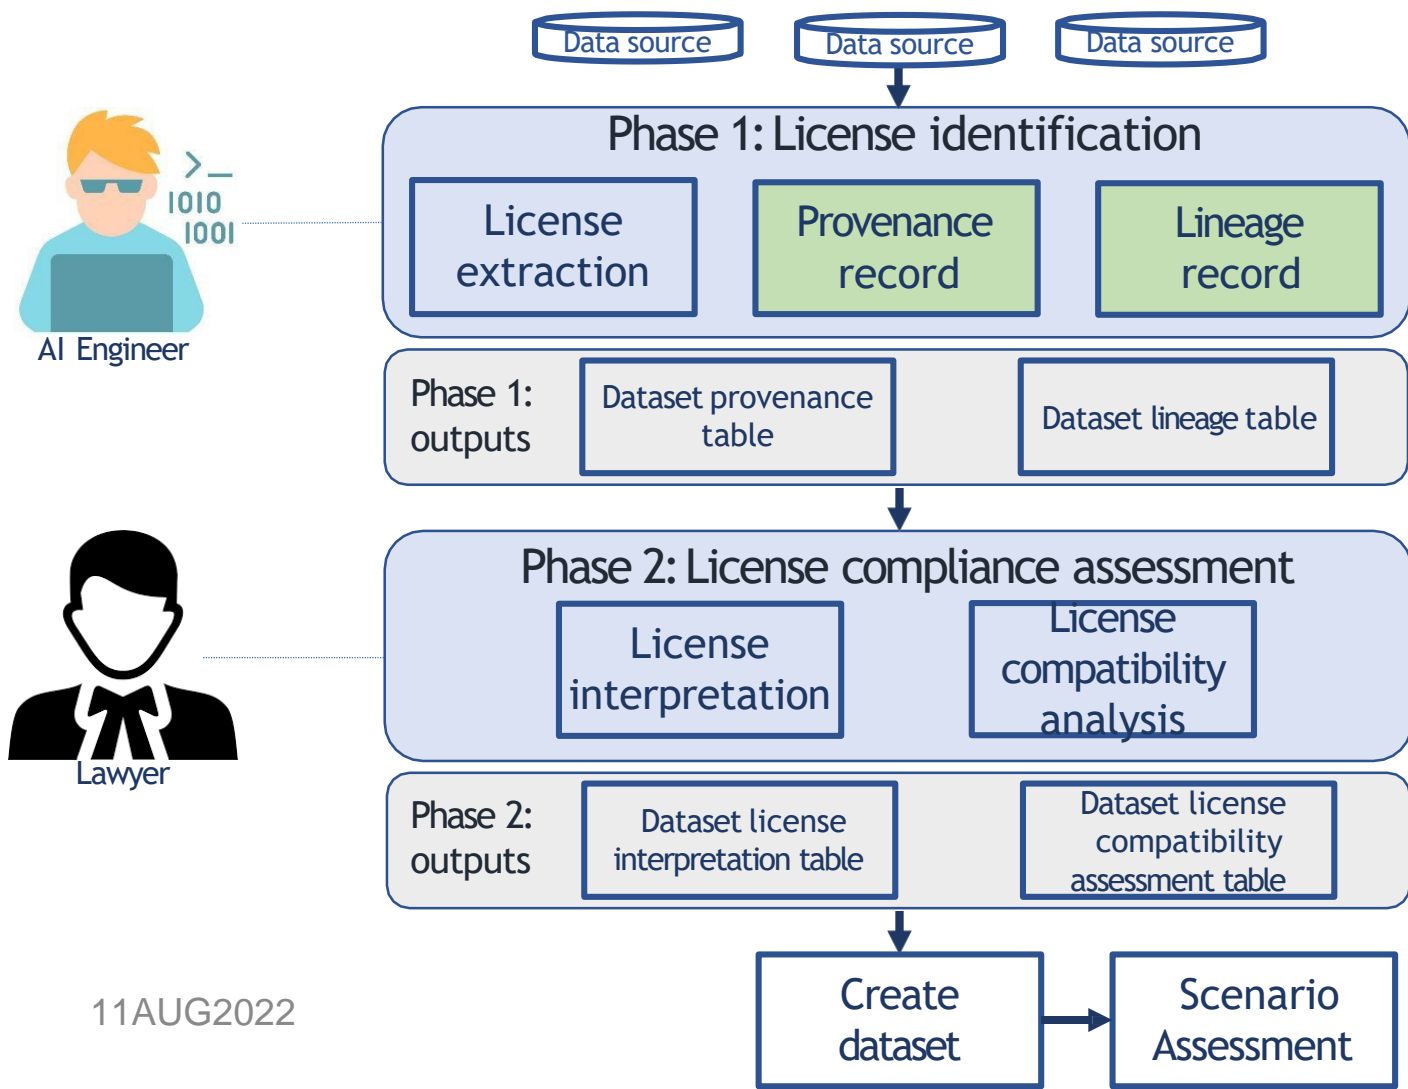 Data source
Data source
Data source
Phase 1: License identification
>_
1010
1001
License
extraction
Provenance
record
Lineage
record
AI Engineer
Phase 1:
outputs
Dataset provenance
table
Dataset lineage table
Phase 2: License compliance assessment
License
interpretation
License
compatibility
analysis
Lawyer
Phase 2:
outputs
Dataset license
interpretation table
Dataset license
compatibility
assessment table
Create
dataset
Scenario
Assessment
11AUG2022